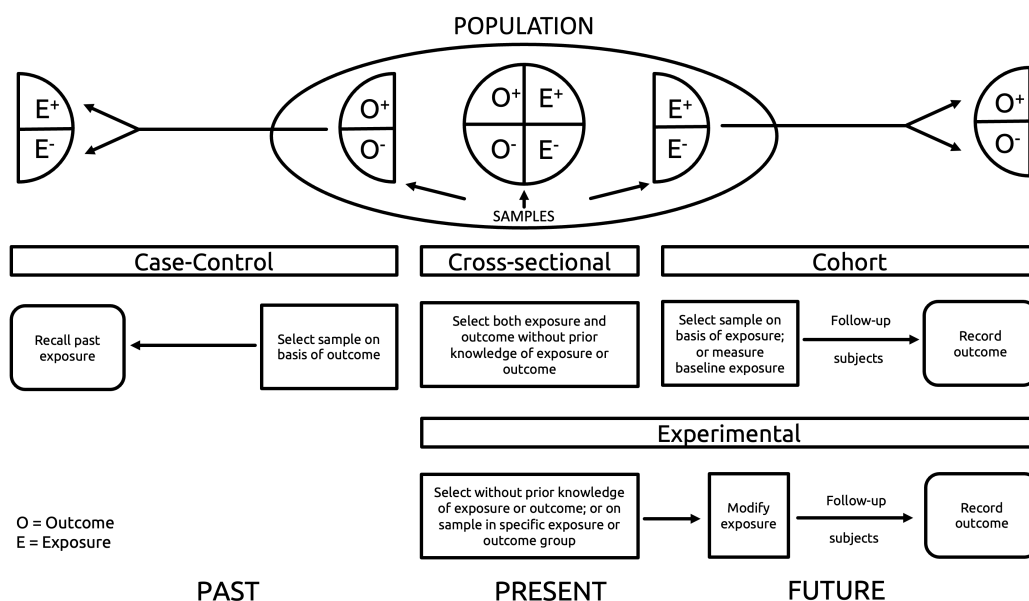 POPULATION
E+
E-
O+
O-
O+ E+
O- E-
E+
E-
O+
O-
SAMPLES
Case-Control
Cross-sectional
Cohort
Recall past
exposure
Select sample on
basis of outcome
Select both exposure and
outcome without prior
knowledge of exposure or
outcome
Select sample on
basis of exposure;
or measure
baseline exposure
Follow-up
subjects
Record
outcome
Experimental
Select without prior knowledge
of exposure or outcome; or on
sample in specific exposure or
outcome group
Modify
exposure
Follow-up
subjects
Record
outcome
O = Outcome
E = Exposure
PAST
PRESENT
FUTURE